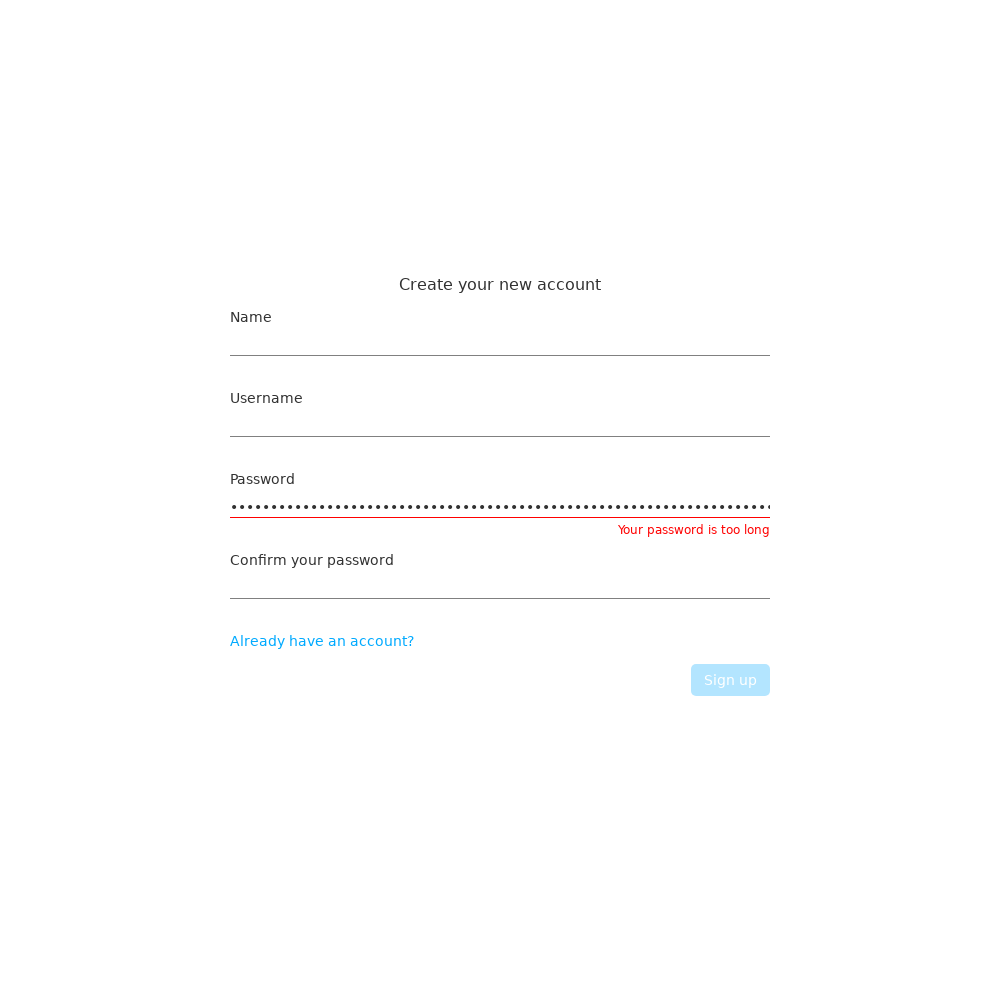 Create your new account
Name
Username
Password
Your password is too long
Confirm your password
Already have an account?
Sign up